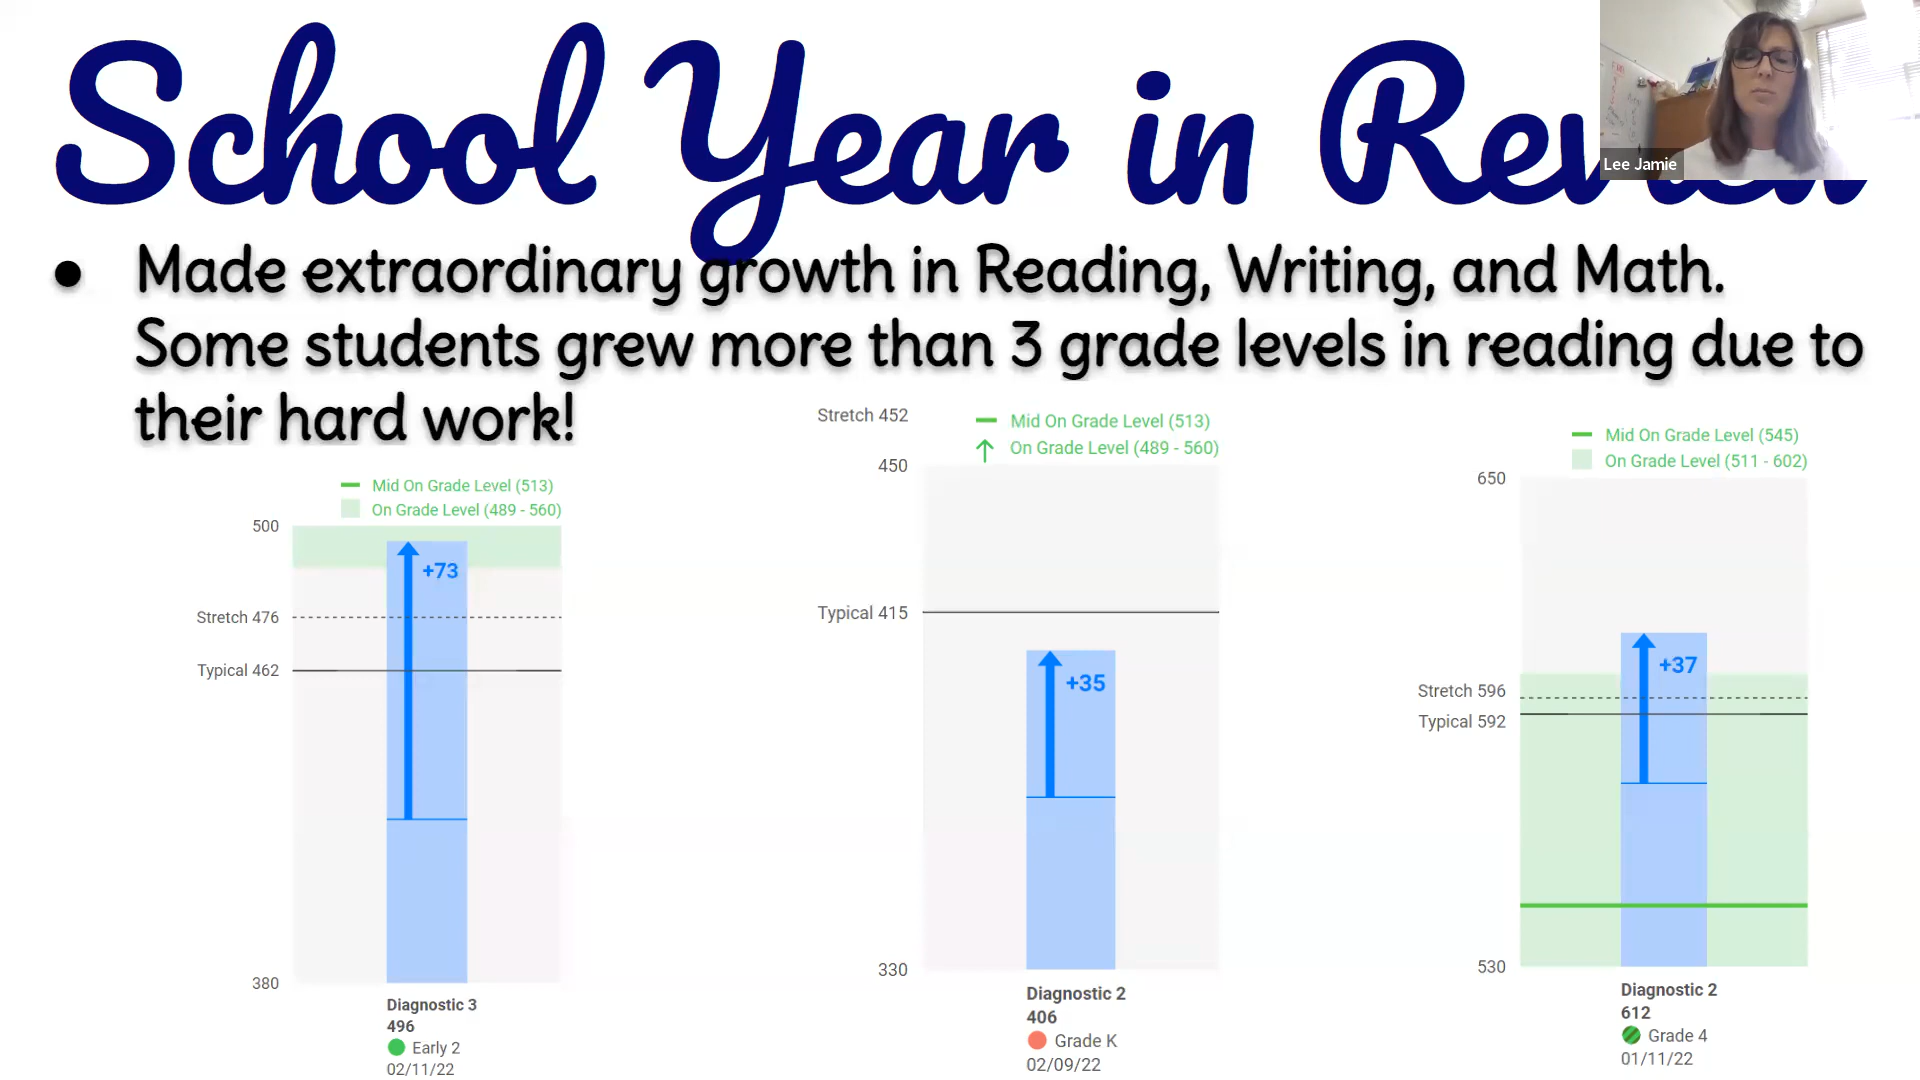 School Year in Review
Lee Jamie
● Made extraordinary growth in Reading, Writing, and Math.
Some students grew more than 3 grade levels in reading due to
their hard work!
Mid On Grade Level (513)
On Grade Level (489 - 560)
500
+73
Stretch 476
Typical 462
380
Diagnostic 3
496
Early 2
02/11/22
Stretch 452
Mid On Grade Level (513)
On Grade Level (489 - 560)
450
Typical 415
+35
330
Diagnostic 2
406
Grade K
02/09/22
Mid On Grade Level (545)
On Grade Level (511 - 602)
650
+37
Stretch 596
Typical 592
530
Diagnostic 2
612
Grade 4
01/11/22